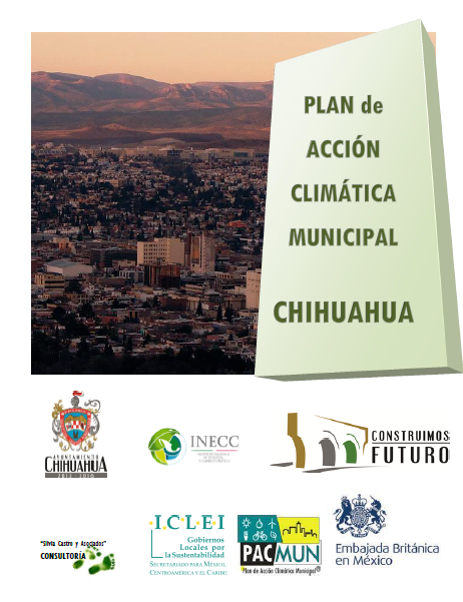 PLAN de
ACCIÓN
CLIMÁTICA
MUNICIPAL
CHIHUAHUA
AYUNTAMIENTO
CHIHUAHUA
INECC
CONSTRUIMOS
FUTURO
"Silvia Castro y Asociados"
CONSULTORÍA
I.C.L.E.I
Gobiernos
Locales por
la Sustentabilidad
SECRETARIADO PARA MÉXICO,
CENTROAMÉRICA Y EL CARIBE
PACMUN
Plan de Acción Climática Municipal
Embajada Británica
en México